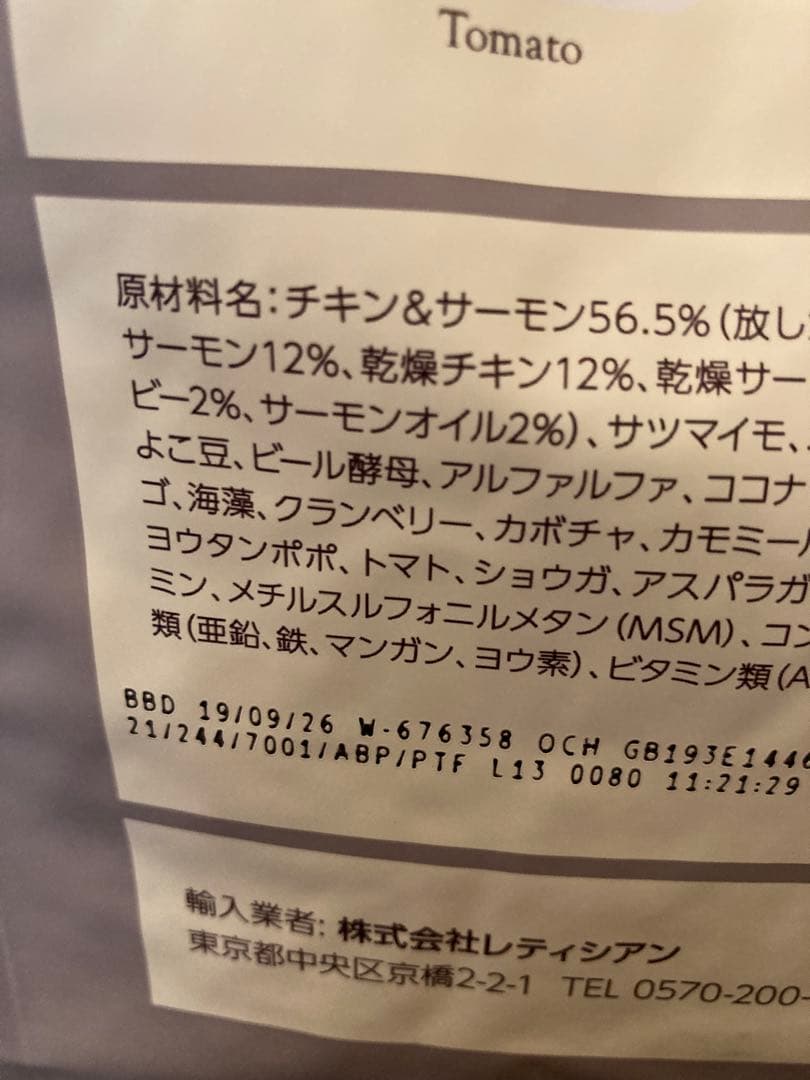 Tomato
原材料名：チキン&サーモン56.5%（放し
サーモン12%、乾燥チキン12%、乾燥サー
ビー2%、サーモンオイル2%）、サツマイモ、
よこ豆、ビール酵母、アルファルファ、ココナ
ゴ、海藻、クランベリー、カボチャ、カモミール
ヨウタンポポ、トマト、ショウガ、アスパラガ
ミン、メチルスルフォニルメタン（MSM）、コン
類（亜鉛、鉄、マンガン、ヨウ素）、ビタミン類（A
BBD 19/09/26 W-676358 OCH GB193E1446
21/244/7001/ABP/PTF L13 0080 11:21:29
輸入業者：株式会社レティシアン
東京都中央区京橋2-2-1 TEL 0570-200-